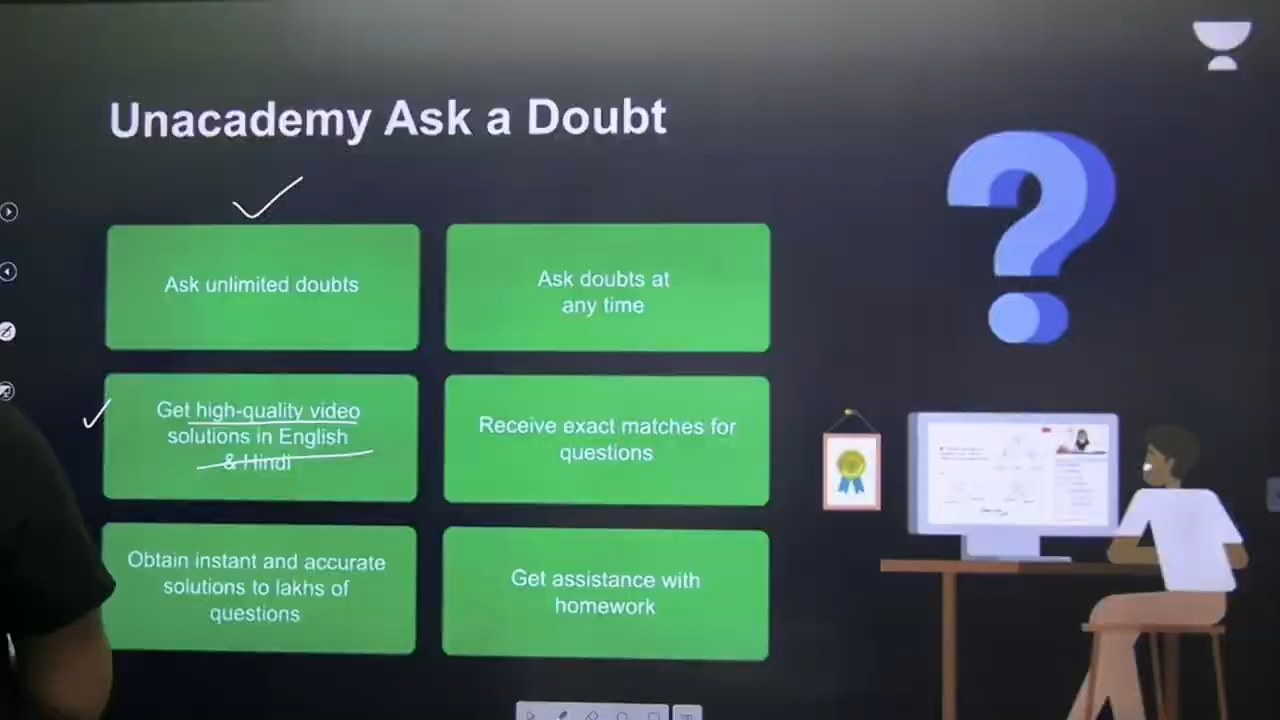 Unacademy Ask a Doubt
Ask unlimited doubts
Ask doubts at
any time
Get high-quality video
solutions in English
& Hindi
Receive exact matches for
questions
Obtain instant and accurate
solutions to lakhs of
questions
Get assistance with
homework